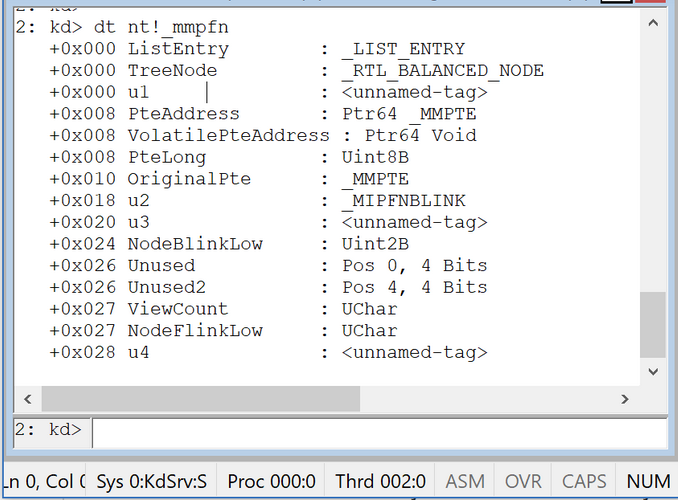 2: kd> dt nt!_mmpfn
+0x000 ListEntry : _LIST_ENTRY
+0x000 TreeNode : _RTL_BALANCED_NODE
+0x000 u1 : <unnamed-tag>
+0x008 PteAddress : Ptr64 _MMPTE
+0x008 VolatilePteAddress : Ptr64 Void
+0x008 PteLong : Uint8B
+0x010 OriginalPte : _MMPTE
+0x018 u2 : _MIPFNBLINK
+0x020 u3 : <unnamed-tag>
+0x024 NodeBlinkLow : Uint2B
+0x026 Unused : Pos 0, 4 Bits
+0x026 Unused2 : Pos 4, 4 Bits
+0x027 ViewCount : UChar
+0x027 NodeFlinkLow : UChar
+0x028 u4 : <unnamed-tag>
2: kd>
Ln 0, Col Sys 0:KdSrv:S Proc 000:0 Thrd 002:0 ASM OVR CAPS NUM